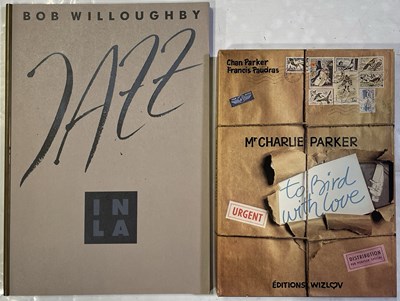 BOB WILLOUGHBY
JAZZ
IN
LA
Chan Parker
Francis Paudras
Mr CHARLIE PARKER
to Bird
with love
URGENT
DISTRIBUTION
ÉDITIONS WIZLOV